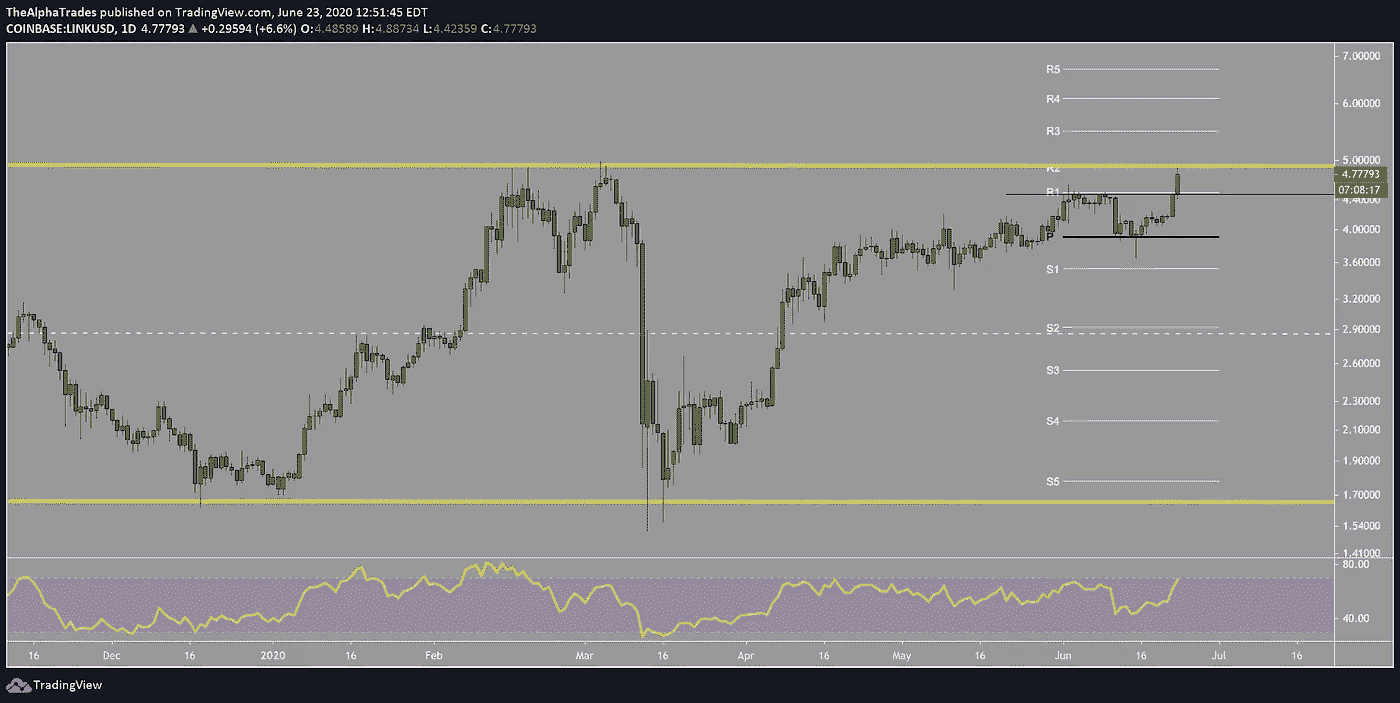 TheAlphaTrades published on TradingView.com, June 23, 2020 12:51:45 EDT
COINBASE:LINKUSD, 1D 4.77793 ▲ +0.29594 (+6.6%) O:4.48589 H:4.88734 L:4.42359 C:4.77793
7.00000
R5
R4
6.00000
R3
5.00000
R2
4.77793
07:08:17
R1
4.40000
4.00000
P
3.60000
S1
3.20000
2.90000
S2
2.60000
S3
2.30000
S4
2.10000
1.90000
S5
1.70000
1.54000
1.41000
80.00
40.00
16 Dec 16 2020 16 Feb Mar 16 Apr 16 May 16 Jun 16 Jul 16
TradingView